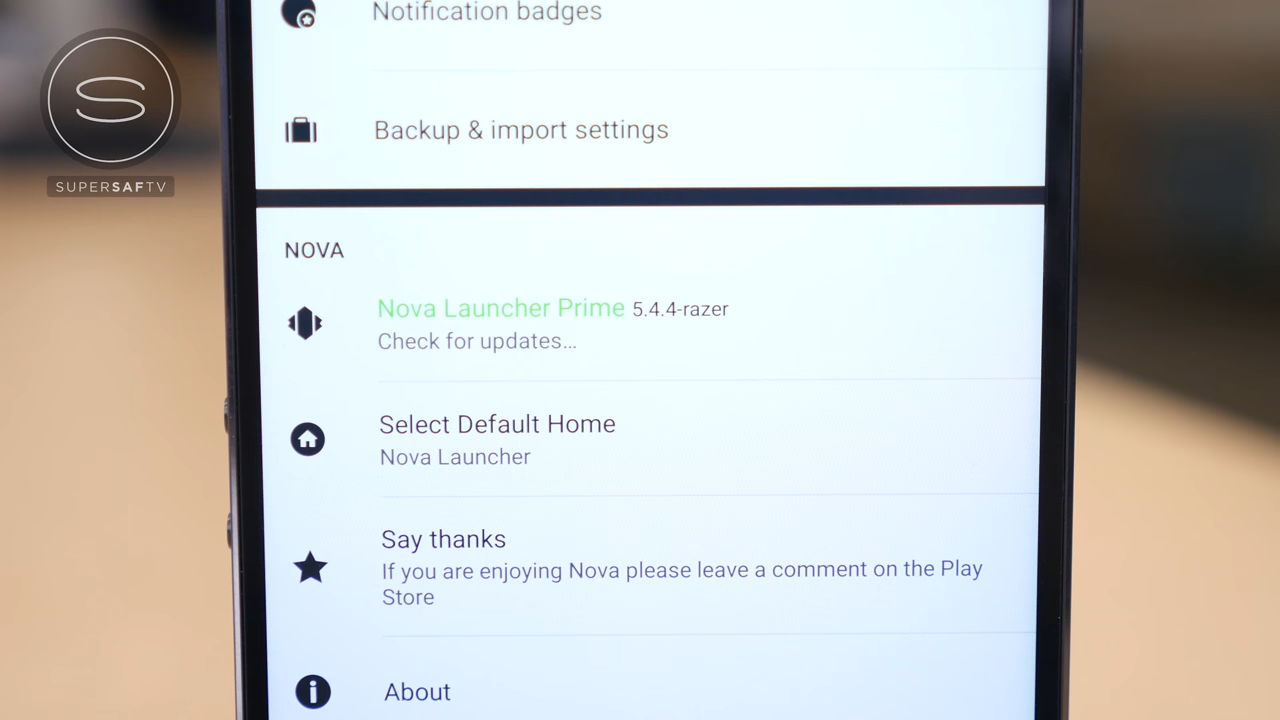 Notification badges
SUPERSAFTV
Backup & import settings
NOVA
Nova Launcher Prime 5.4.4-razer
Check for updates...
Select Default Home
Nova Launcher
Say thanks
If you are enjoying Nova please leave a comment on the Play
Store
About